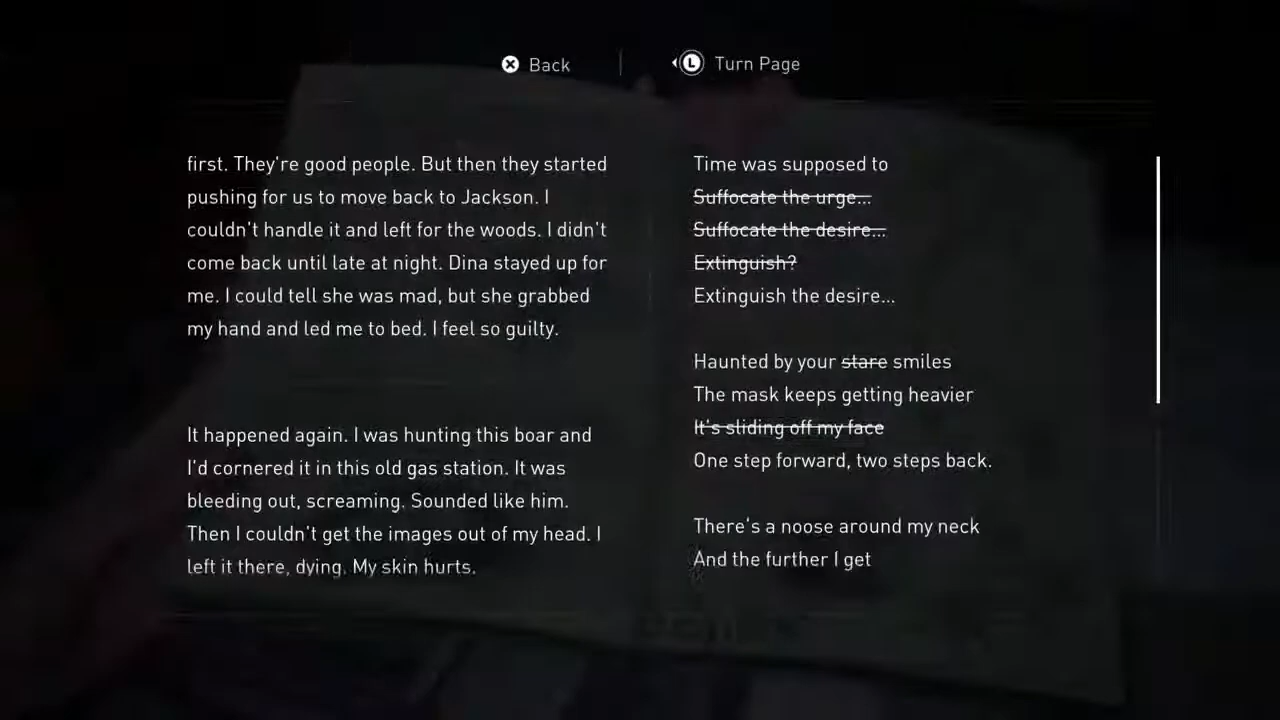 Back
L Turn Page
first. They're good people. But then they started
pushing for us to move back to Jackson. I
couldn't handle it and left for the woods. I didn't
come back until late at night. Dina stayed up for
me. I could tell she was mad, but she grabbed
my hand and led me to bed. I feel so guilty.
It happened again. I was hunting this boar and
I'd cornered it in this old gas station. It was
bleeding out, screaming. Sounded like him.
Then I couldn't get the images out of my head. I
left it there, dying. My skin hurts.
Time was supposed to
Suffocate the urge...
Suffocate the desire...
Extinguish?
Extinguish the desire...
Haunted by your stare smiles
The mask keeps getting heavier
It's sliding off my face
One step forward, two steps back.
There's a noose around my neck
And the further I get